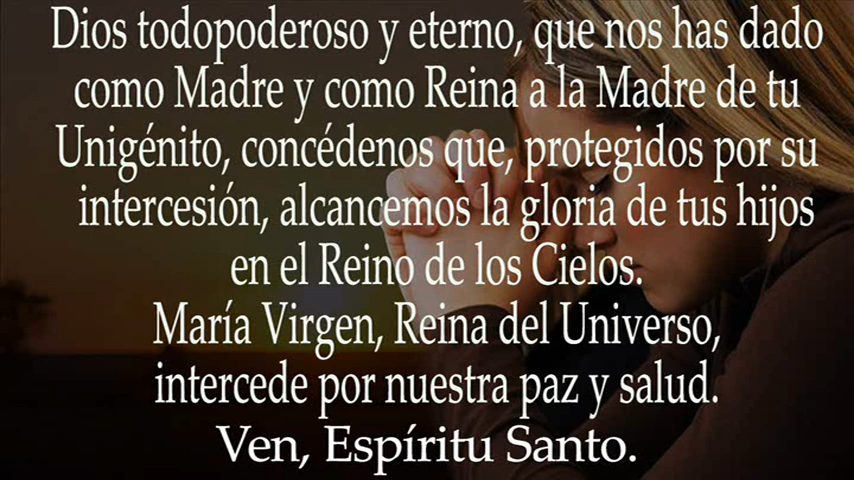 Dios todopoderoso y eterno, que nos has dado
como Madre y como Reina a la Madre de tu
Unigénito, concédenos que, protegidos por su
intercesión, alcancemos la gloria de tus hijos
en el Reino de los Cielos.
María Virgen, Reina del Universo,
intercede por nuestra paz y salud.
Ven, Espíritu Santo.